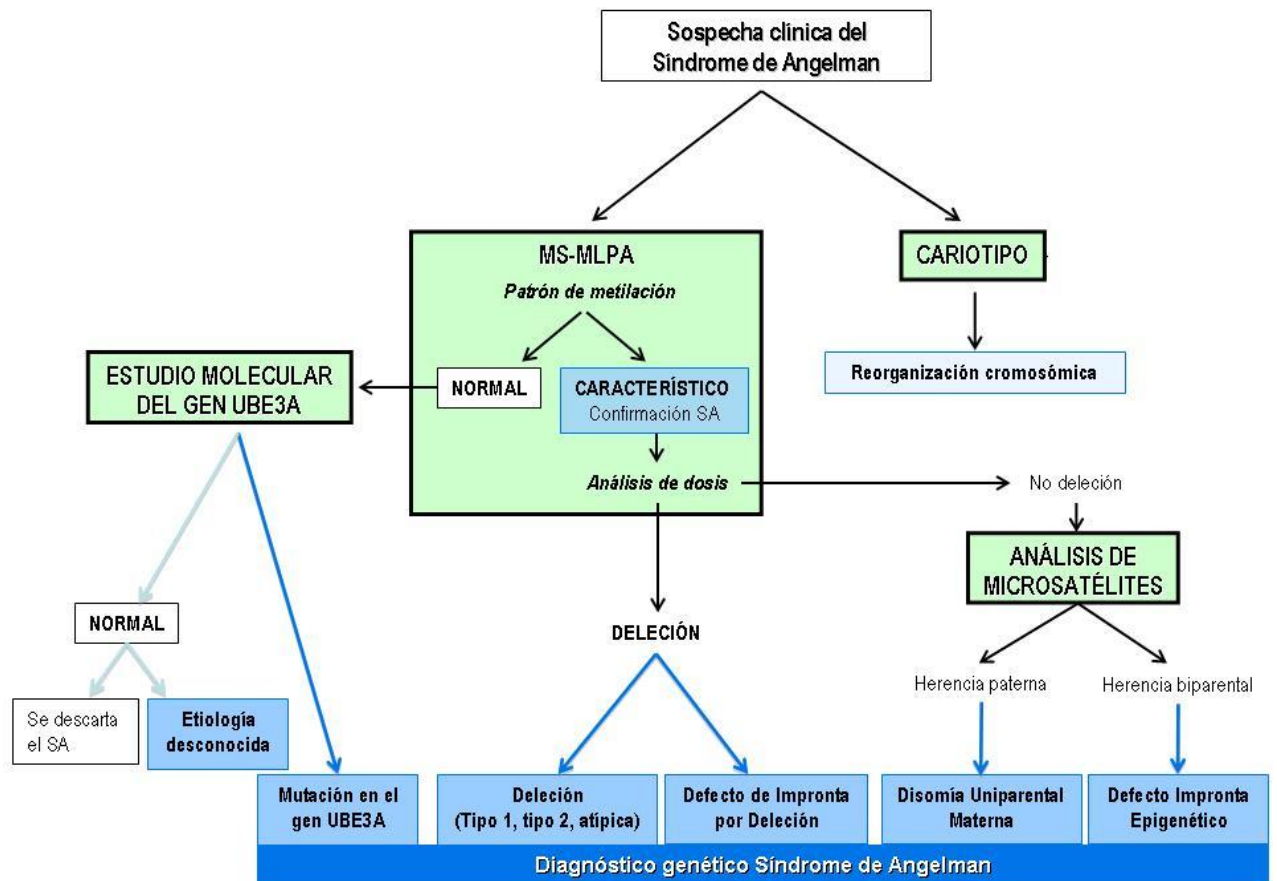 Sospecha clínica del
Síndrome de Angelman
MS-MLPA
Patrón de metilación
CARIOTIPO
NORMAL
CARACTERÍSTICO
Confirmación SA
Reorganización cromosómica
ESTUDIO MOLECULAR
DEL GEN UBE3A
Análisis de dosis
No deleción
ANÁLISIS DE
MICROSATÉLITES
NORMAL
DELECIÓN
Herencia paterna
Herencia biparental
Se descarta
el SA
Etiología
desconocida
Mutación en el
gen UBE3A
Deleción
(Tipo 1, tipo 2, atípica)
Defecto de Impronta
por Deleción
Disomía Uniparental
Materna
Defecto Impronta
Epigenético
Diagnóstico genético Síndrome de Angelman